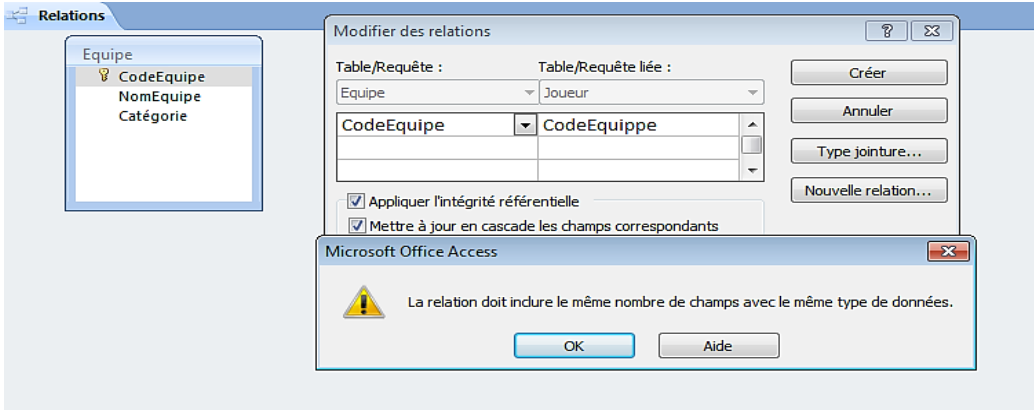 Relations
Equipe
CodeEquipe
NomEquipe
Catégorie
Modifier des relations
?
Table/Requête :
Table/Requête liée :
Equipe
Joueur
CodeEquipe
CodeEquippe
Créer
Annuler
Type jointure...
Nouvelle relation...
Appliquer l'intégrité référentielle
Mettre à jour en cascade les champs correspondants
Microsoft Office Access
La relation doit inclure le même nombre de champs avec le même type de données.
OK
Aide